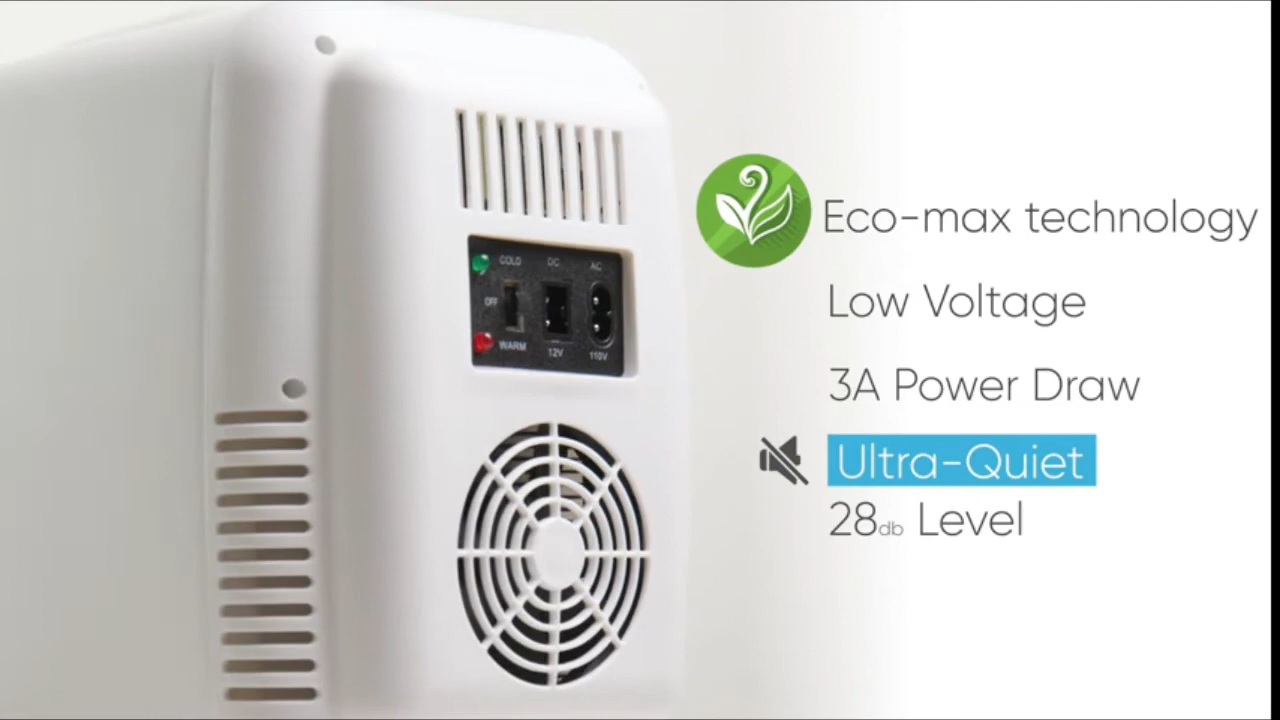 COLD DC AC
OFF
WARM 12V 110V
Eco-max technology
Low Voltage
3A Power Draw
Ultra-Quiet
28db Level